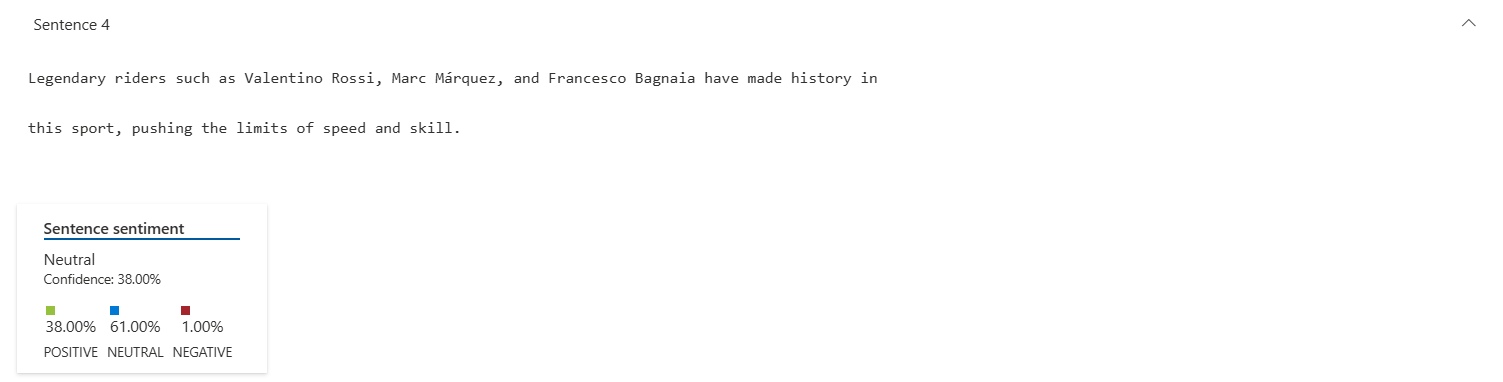 Sentence 4
Legendary riders such as Valentino Rossi, Marc Márquez, and Francesco Bagnaia have made history in
this sport, pushing the limits of speed and skill.
Sentence sentiment
Neutral
Confidence: 38.00%
38.00% 61.00% 1.00%
POSITIVE NEUTRAL NEGATIVE